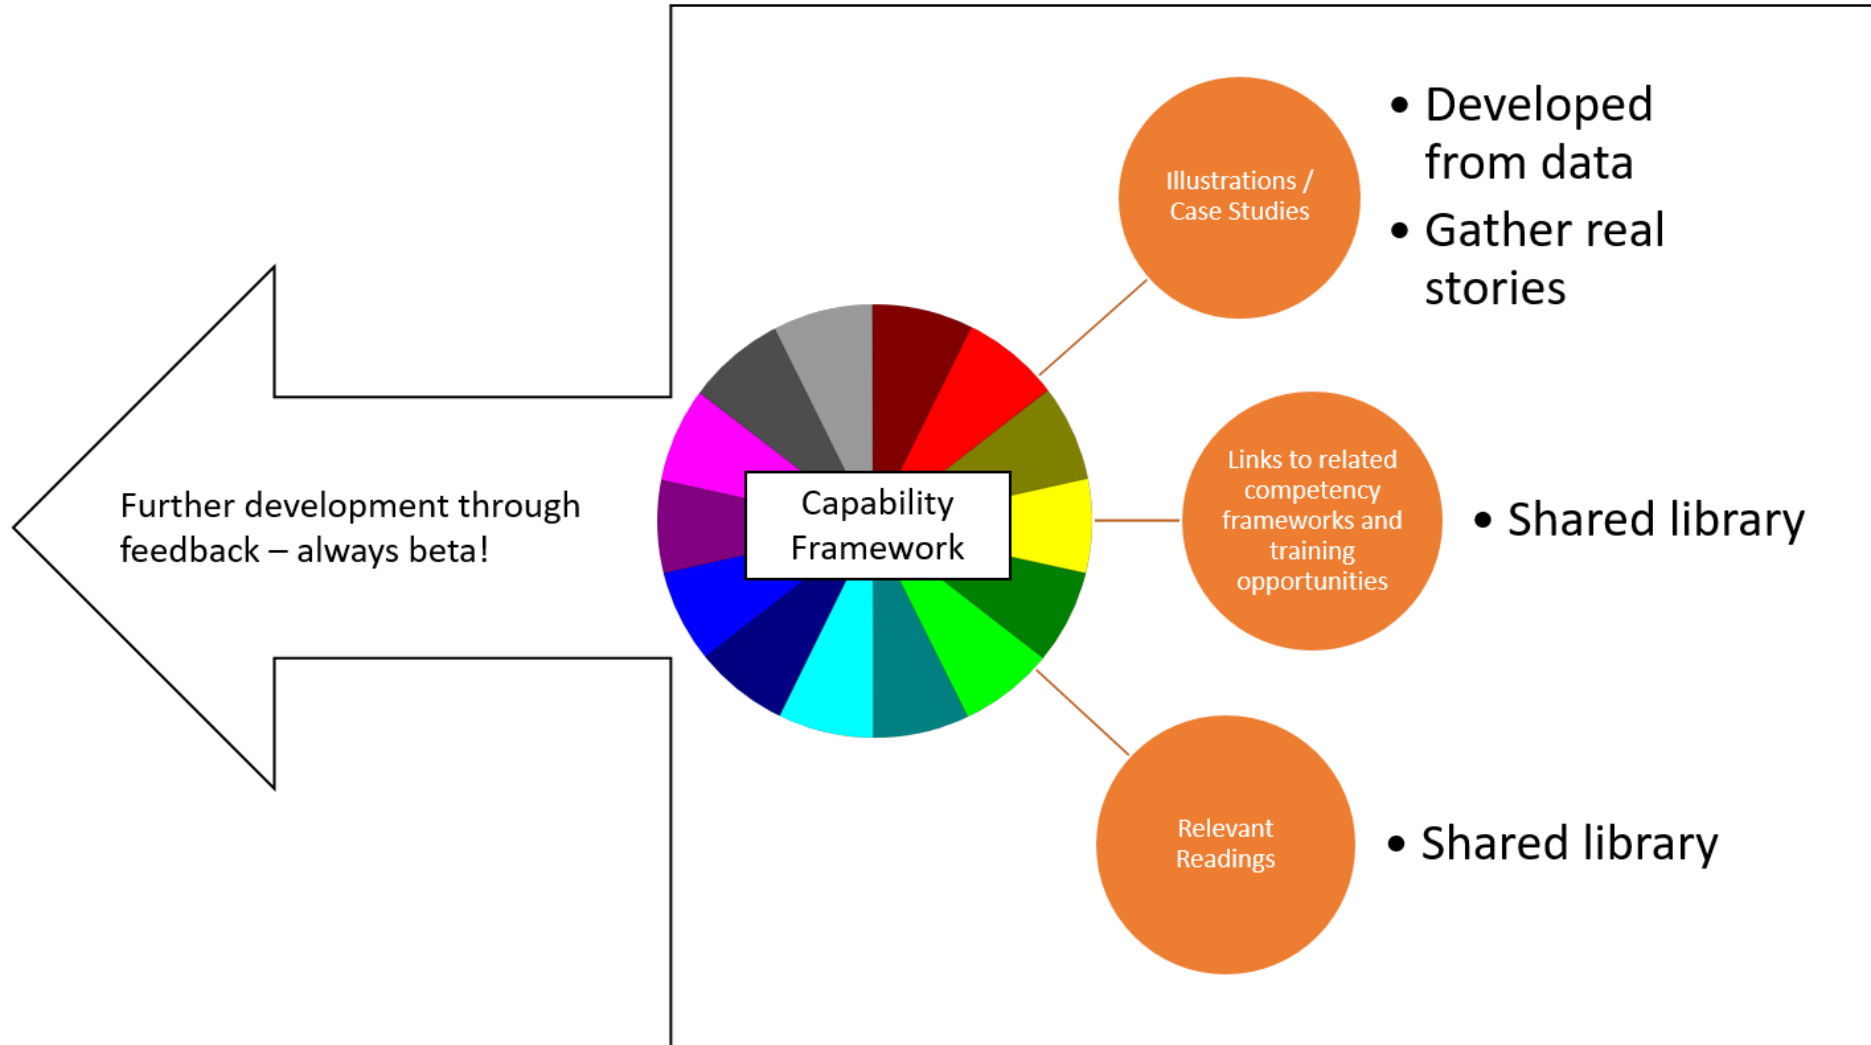 Illustrations /
Case Studies
• Developed
from data
• Gather real
stories
Further development through
feedback – always beta!
Capability
Framework
Links to related
competency
frameworks and
training
opportunities
• Shared library
Relevant
Readings
• Shared library